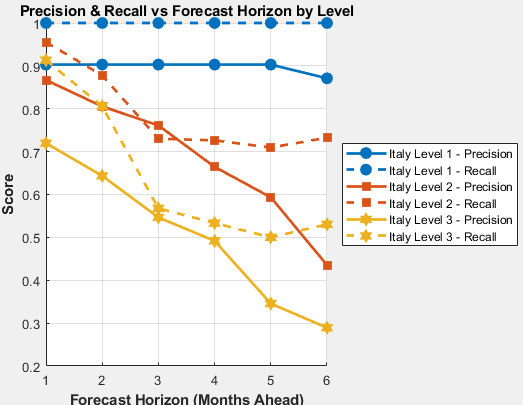 Precision & Recall vs Forecast Horizon by Level
1
0.9
0.8
0.7
0.6
0.5
0.4
0.3
0.2
Score
1 2 3 4 5 6
Forecast Horizon (Months Ahead)
Italy Level 1 - Precision
Italy Level 1 - Recall
Italy Level 2 - Precision
Italy Level 2 - Recall
Italy Level 3 - Precision
Italy Level 3 - Recall